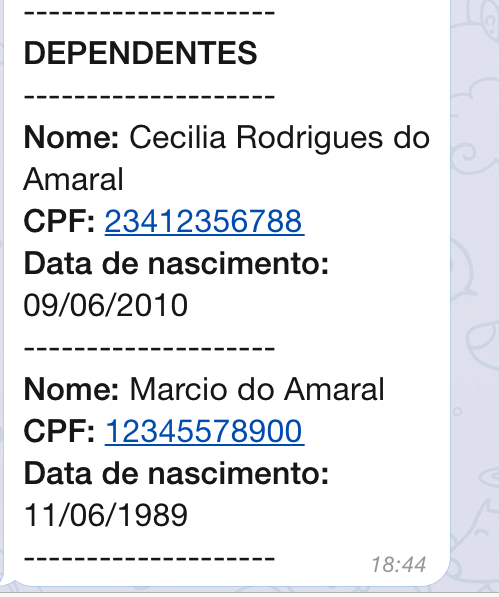 --------------------
DEPENDENTES
--------------------
Nome: Cecilia Rodrigues do
Amaral
CPF: 23412356788
Data de nascimento:
09/06/2010
--------------------
Nome: Marcio do Amaral
CPF: 12345578900
Data de nascimento:
11/06/1989
--------------------
18:44